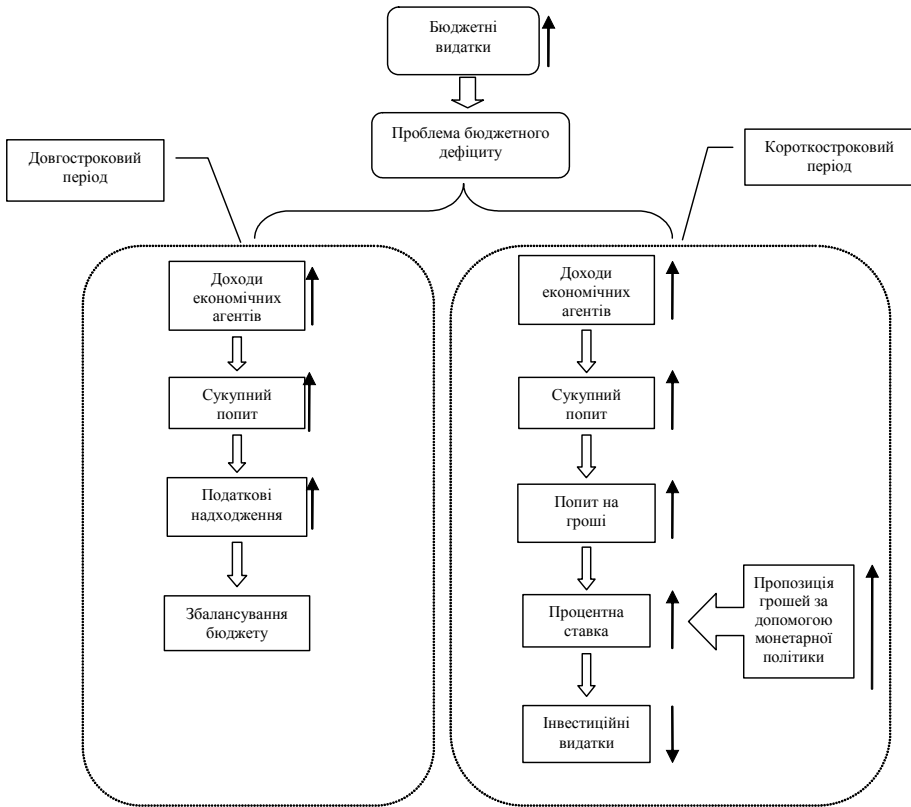 Бюджетні
видатки
Проблема бюджетного
дефіциту
Довгостроковий
період
Короткостроковий
період
Доходи
економічних
агентів
Сукупний
попит
Податкові
надходження
Збалансування
бюджету
Доходи
економічних
агентів
Сукупний
попит
Попит на
гроші
Процентна
ставка
Пропозиція
грошей за
допомогою
монетарної
політики
Інвестиційні
видатки